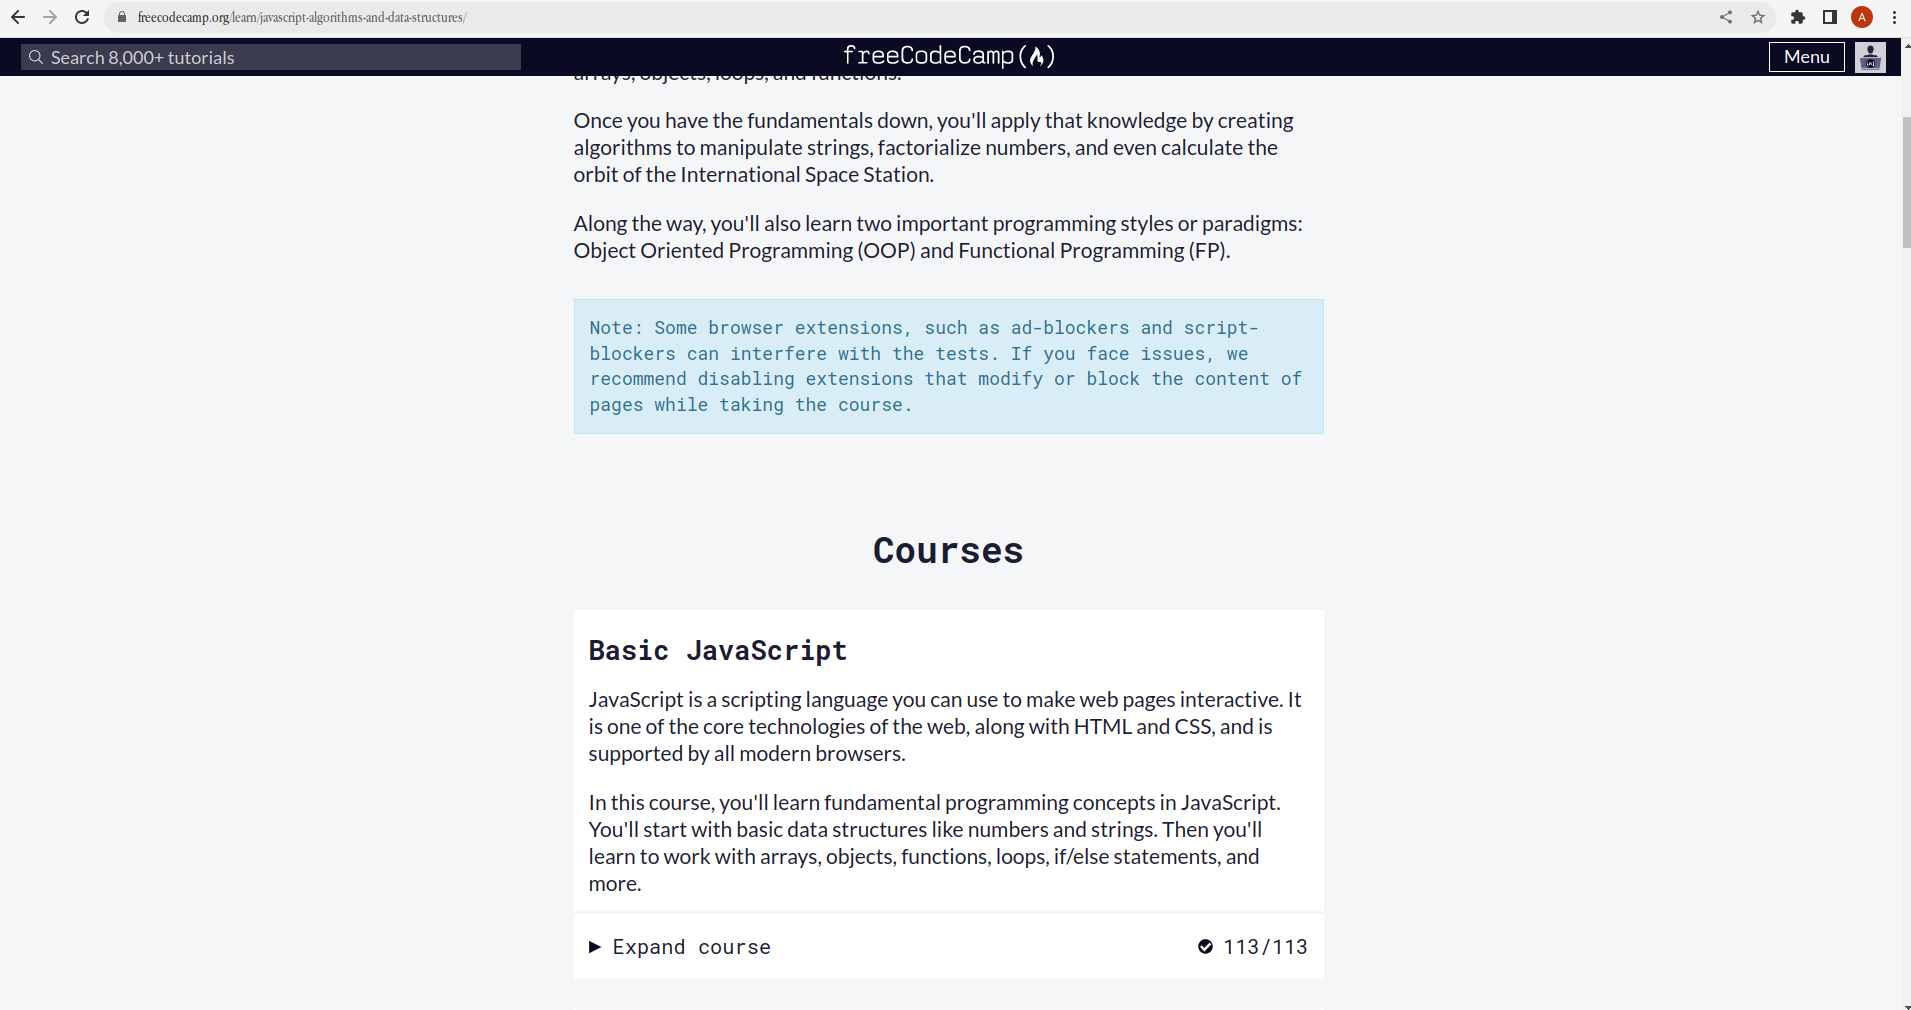 freecodecamp.org/learn/javascript-algorithms-and-data-structures/
A
Search 8,000+ tutorials
freeCodeCamp
Menu
arrays, objects, loops, and functions.
Once you have the fundamentals down, you'll apply that knowledge by creating
algorithms to manipulate strings, factorialize numbers, and even calculate the
orbit of the International Space Station.
Along the way, you'll also learn two important programming styles or paradigms:
Object Oriented Programming (OOP) and Functional Programming (FP).
Note: Some browser extensions, such as ad-blockers and script-
blockers can interfere with the tests. If you face issues, we
recommend disabling extensions that modify or block the content of
pages while taking the course.
Courses
Basic JavaScript
JavaScript is a scripting language you can use to make web pages interactive. It
is one of the core technologies of the web, along with HTML and CSS, and is
supported by all modern browsers.
In this course, you'll learn fundamental programming concepts in JavaScript.
You'll start with basic data structures like numbers and strings. Then you'll
learn to work with arrays, objects, functions, loops, if/else statements, and
more.
Expand course
113/113